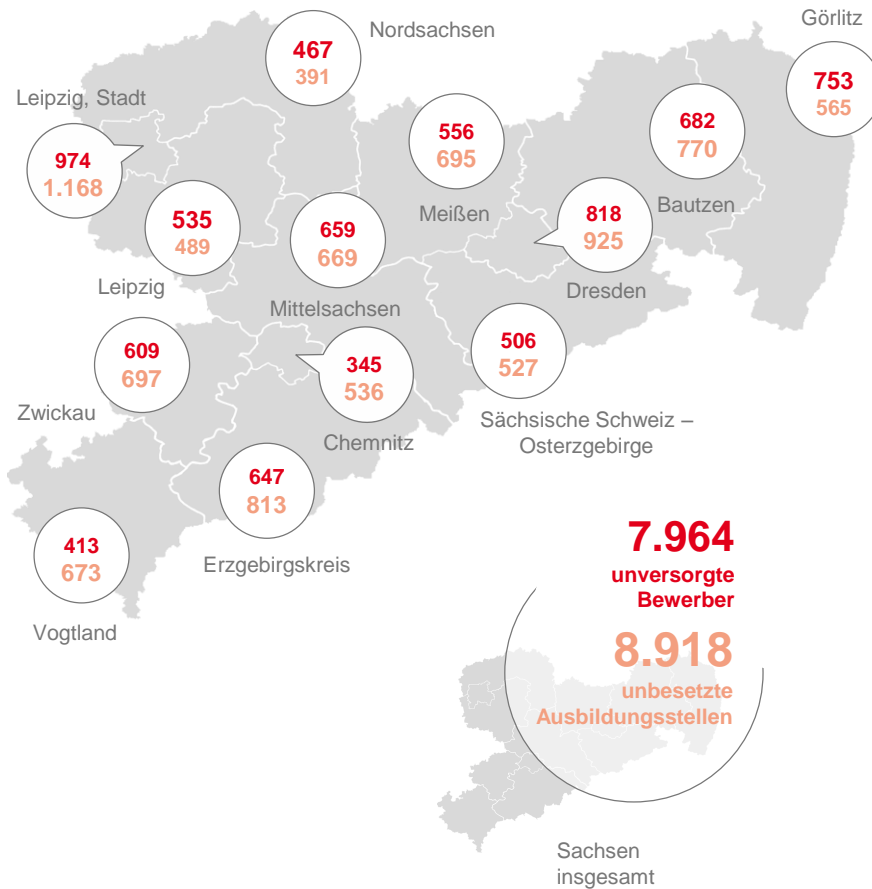 Görlitz
Nordsachsen
467
391
753
565
Leipzig, Stadt
974
1.168
556
695
Meißen
682
770
Bautzen
535
489
Leipzig
659
669
Mittelsachsen
818
925
Dresden
609
697
Zwickau
345
536
Chemnitz
506
527
Sächsische Schweiz –
Osterzgebirge
647
813
Erzgebirgskreis
413
673
Vogtland
7.964
unversorgte
Bewerber
8.918
unbesetzte
Ausbildungsstellen
Sachsen
insgesamt